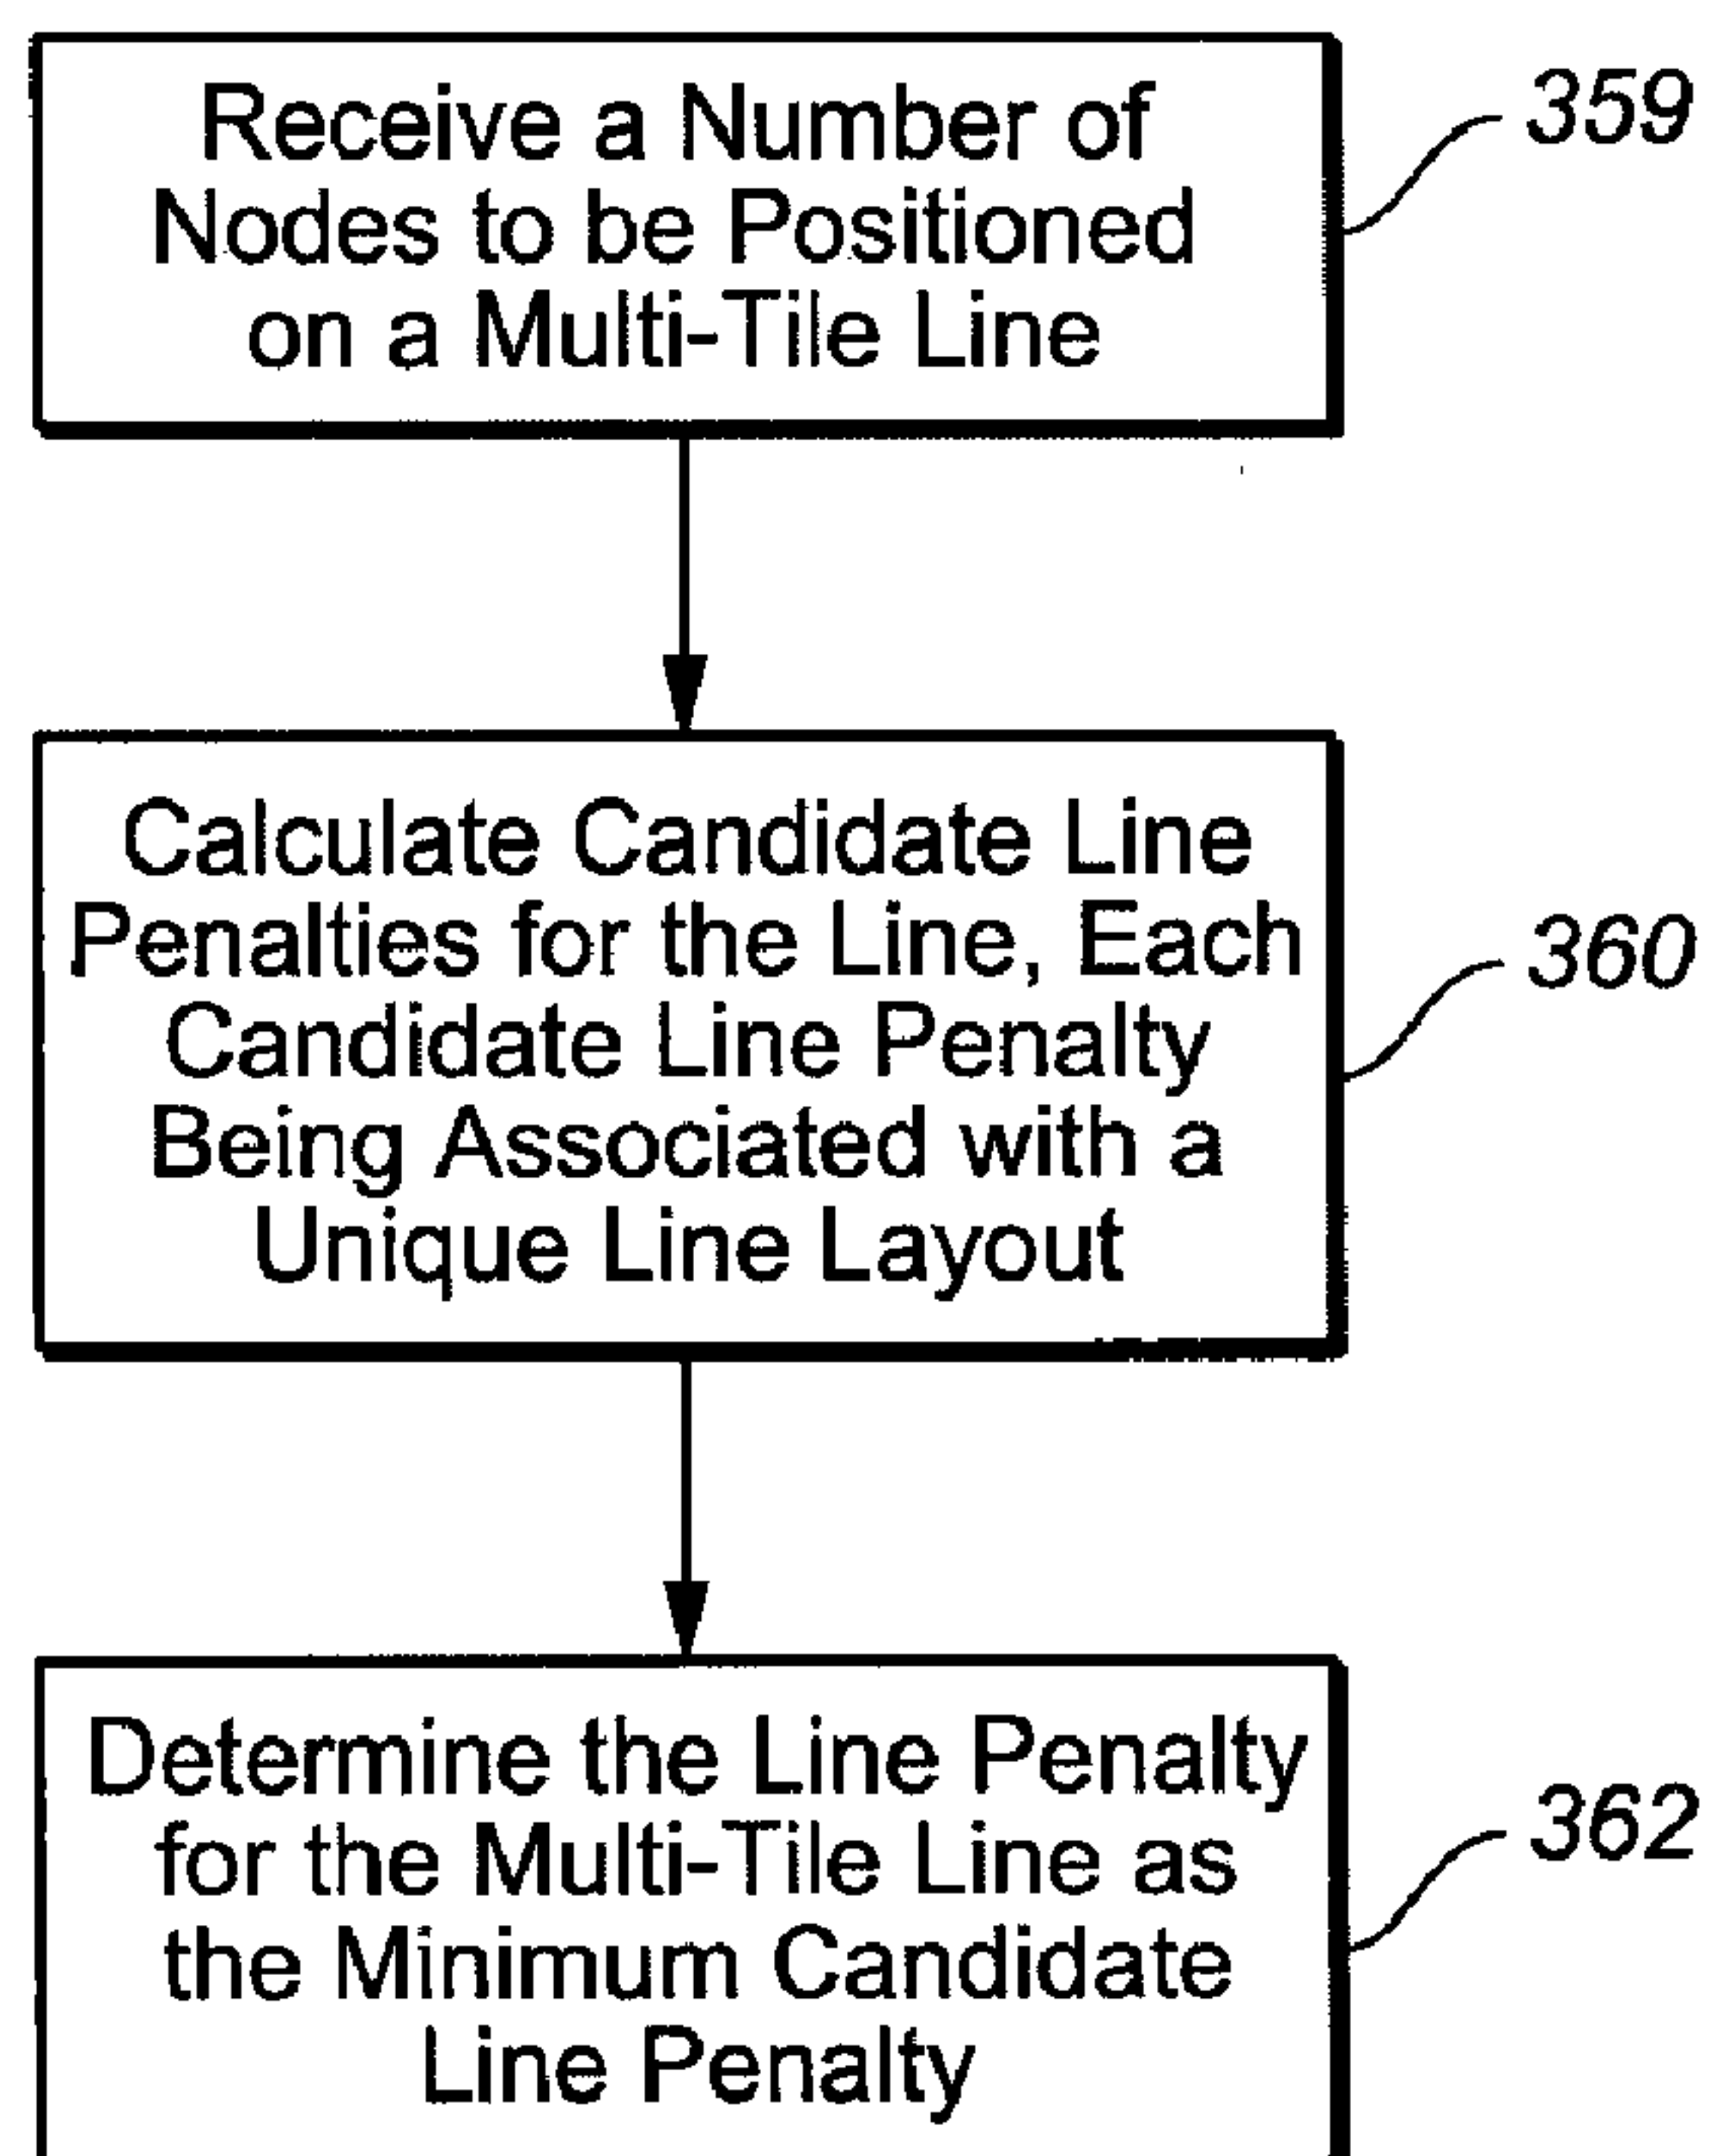 Receive a Number of
Nodes to be Positioned
on a Multi-Tile Line
359
Calculate Candidate Line
Penalties for the Line, Each
Candidate Line Penalty
Being Associated with a
Unique Line Layout
360
Determine the Line Penalty
for the Multi-Tile Line as
the Minimum Candidate
Line Penalty
362